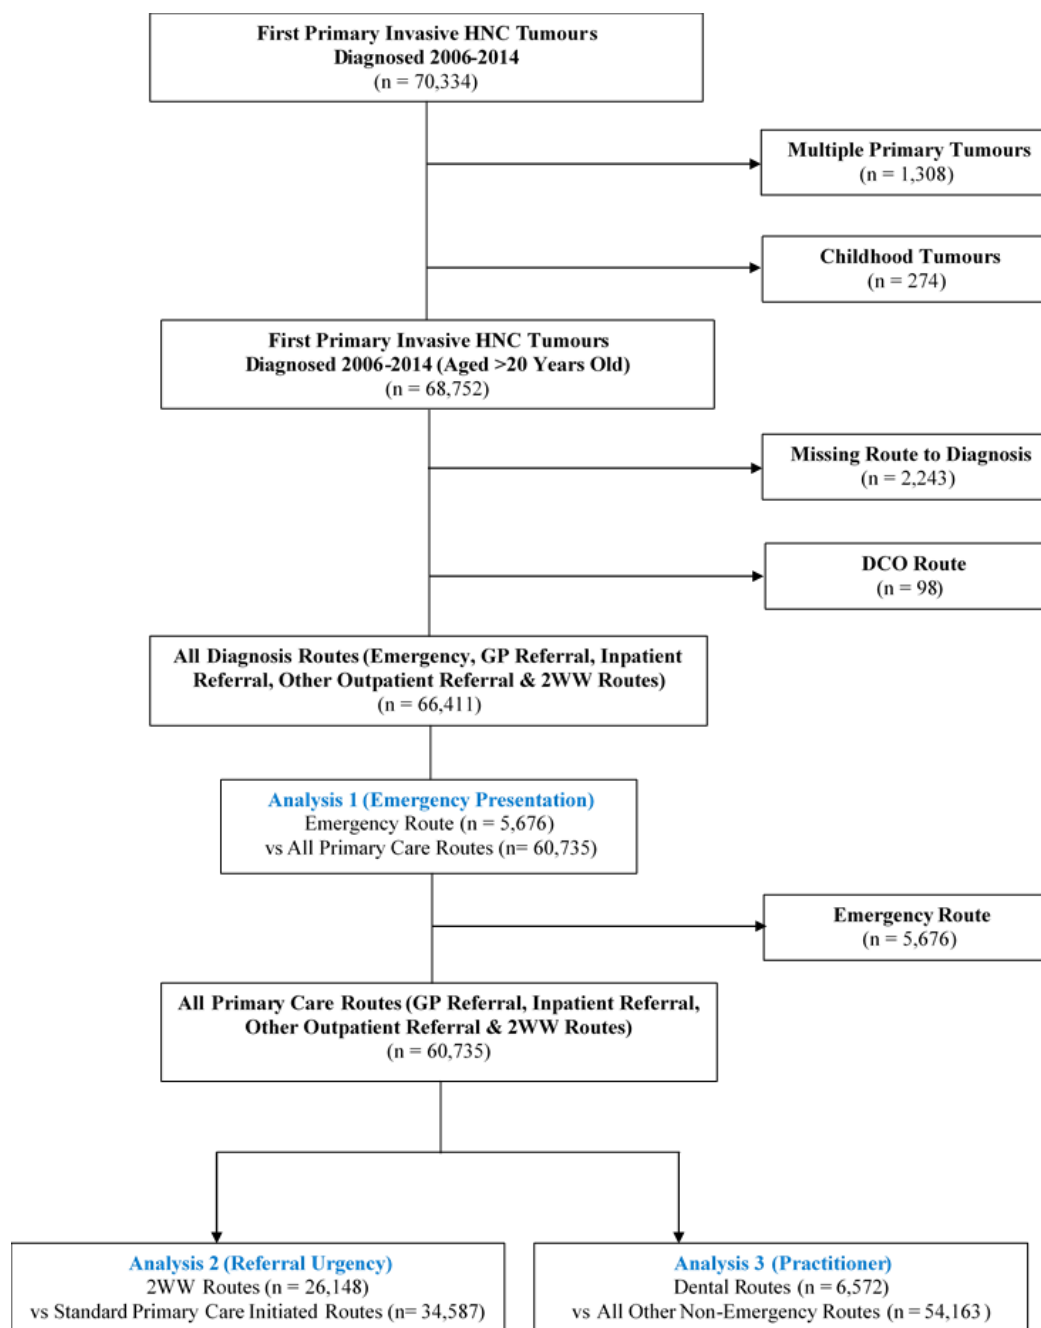 First Primary Invasive HNC Tumours
Diagnosed 2006-2014
(n = 70,334)
Multiple Primary Tumours
(n = 1,308)
Childhood Tumours
(n = 274)
First Primary Invasive HNC Tumours
Diagnosed 2006-2014 (Aged >20 Years Old)
(n = 68,752)
Missing Route to Diagnosis
(n = 2,243)
DCO Route
(n = 98)
All Diagnosis Routes (Emergency, GP Referral, Inpatient
Referral, Other Outpatient Referral & 2WW Routes)
(n = 66,411)
Analysis 1 (Emergency Presentation)
Emergency Route (n = 5,676)
vs All Primary Care Routes (n= 60,735)
Emergency Route
(n = 5,676)
All Primary Care Routes (GP Referral, Inpatient Referral,
Other Outpatient Referral & 2WW Routes)
(n = 60,735)
Analysis 2 (Referral Urgency)
2WW Routes (n = 26,148)
vs Standard Primary Care Initiated Routes (n= 34,587)
Analysis 3 (Practitioner)
Dental Routes (n = 6,572)
vs All Other Non-Emergency Routes (n = 54,163)